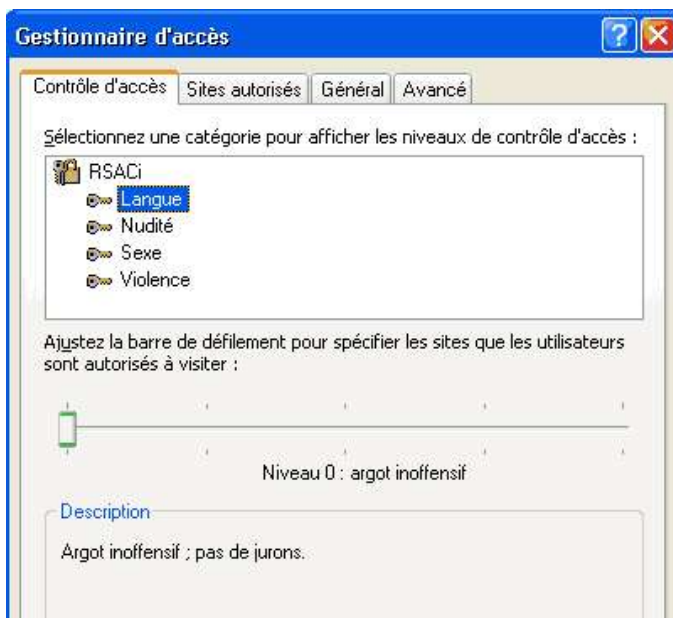 Gestionnaire d'accès
Contrôle d'accès Sites autorisés Général Avancé
Sélectionnez une catégorie pour afficher les niveaux de contrôle d'accès :
RSACi
Langue
Nudité
Sexe
Violence
Ajustez la barre de défilement pour spécifier les sites que les utilisateurs
sont autorisés à visiter :
Niveau 0 : argot inoffensif
Description
Argot inoffensif ; pas de jurons.